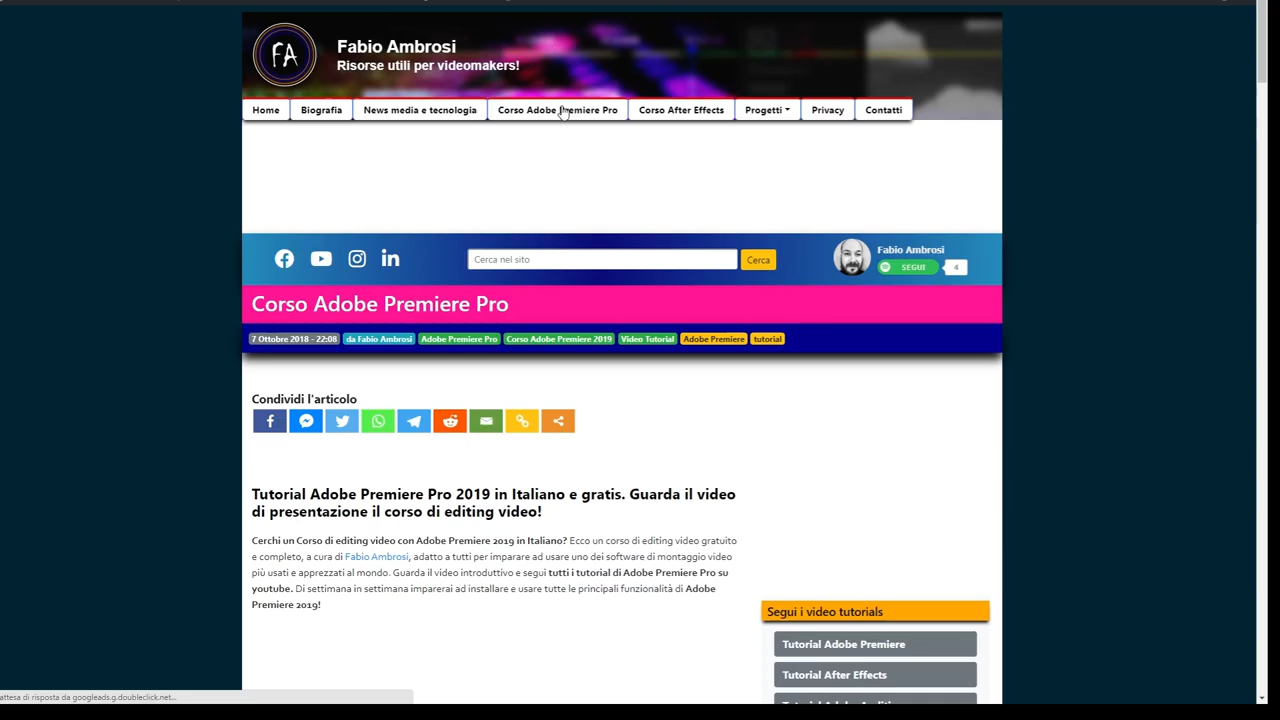 FA
Fabio Ambrosi
Risorse utili per videomakers!
Home Biografia News media e tecnologia Corso Adobe Premiere Pro Corso After Effects Progetti Privacy Contatti
Cerca nel sito Cerca
Fabio Ambrosi
SEGUI 4
Corso Adobe Premiere Pro
7 Ottobre 2018 - 22:08 da Fabio Ambrosi Adobe Premiere Pro Corso Adobe Premiere 2019 Video Tutorial Adobe Premiere tutorial
Condividi l'articolo
Tutorial Adobe Premiere Pro 2019 in Italiano e gratis. Guarda il video
di presentazione il corso di editing video!
Cerchi un Corso di editing video con Adobe Premiere 2019 in Italiano? Ecco un corso di editing video gratuito
e completo, a cura di Fabio Ambrosi, adatto a tutti per imparare ad usare uno dei software di montaggio video
più usati e apprezzati al mondo. Guarda il video introduttivo e segui tutti i tutorial di Adobe Premiere Pro su
youtube. Di settimana in settimana imparerai ad installare e usare tutte le principali funzionalità di Adobe
Premiere 2019!
Segui i video tutorials
Tutorial Adobe Premiere
Tutorial After Effects
attesa di risposta da googleads.g.doubleclick.net...